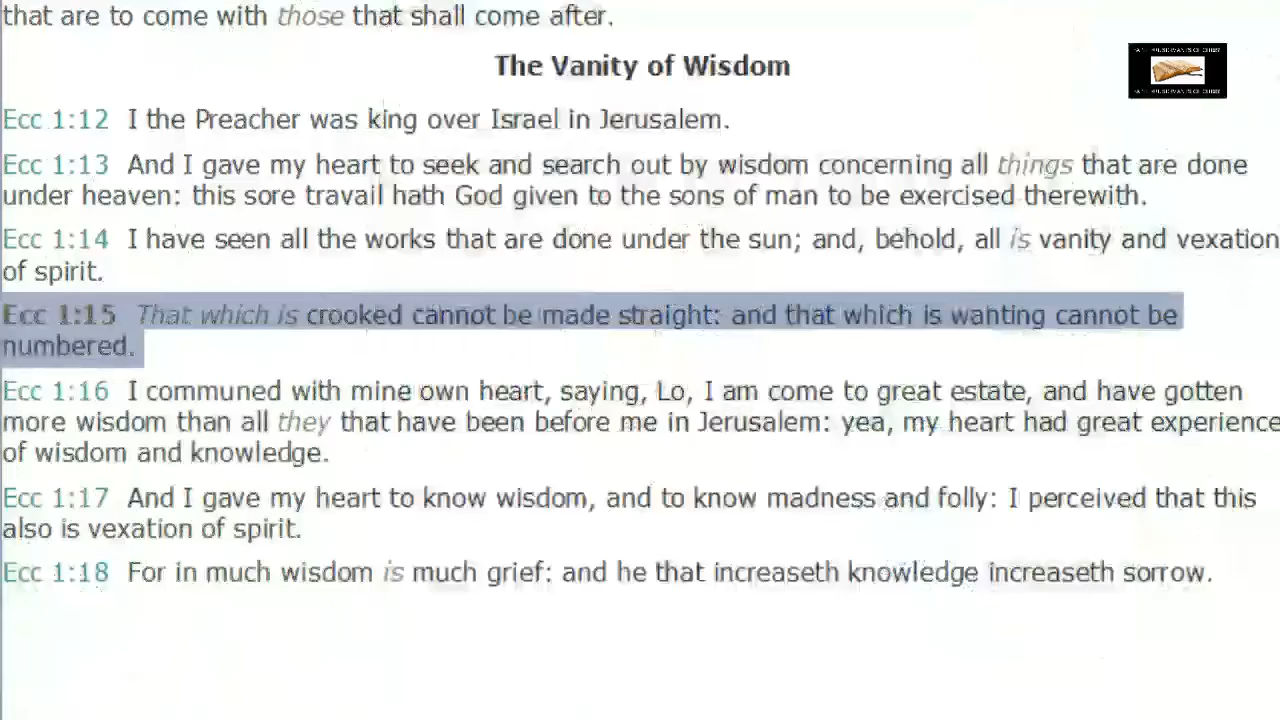 that are to come with those that shall come after.
The Vanity of Wisdom
Ecc 1:12 I the Preacher was king over Israel in Jerusalem.
Ecc 1:13 And I gave my heart to seek and search out by wisdom concerning all things that are done
under heaven: this sore travail hath God given to the sons of man to be exercised therewith.
Ecc 1:14 I have seen all the works that are done under the sun; and, behold, all is vanity and vexation
of spirit.
Ecc 1:15 That which is crooked cannot be made straight: and that which is wanting cannot be
numbered.
Ecc 1:16 I communed with mine own heart, saying, Lo, I am come to great estate, and have gotten
more wisdom than all they that have been before me in Jerusalem: yea, my heart had great experience
of wisdom and knowledge.
Ecc 1:17 And I gave my heart to know wisdom, and to know madness and folly: I perceived that this
also is vexation of spirit.
Ecc 1:18 For in much wisdom is much grief: and he that increaseth knowledge increaseth sorrow.